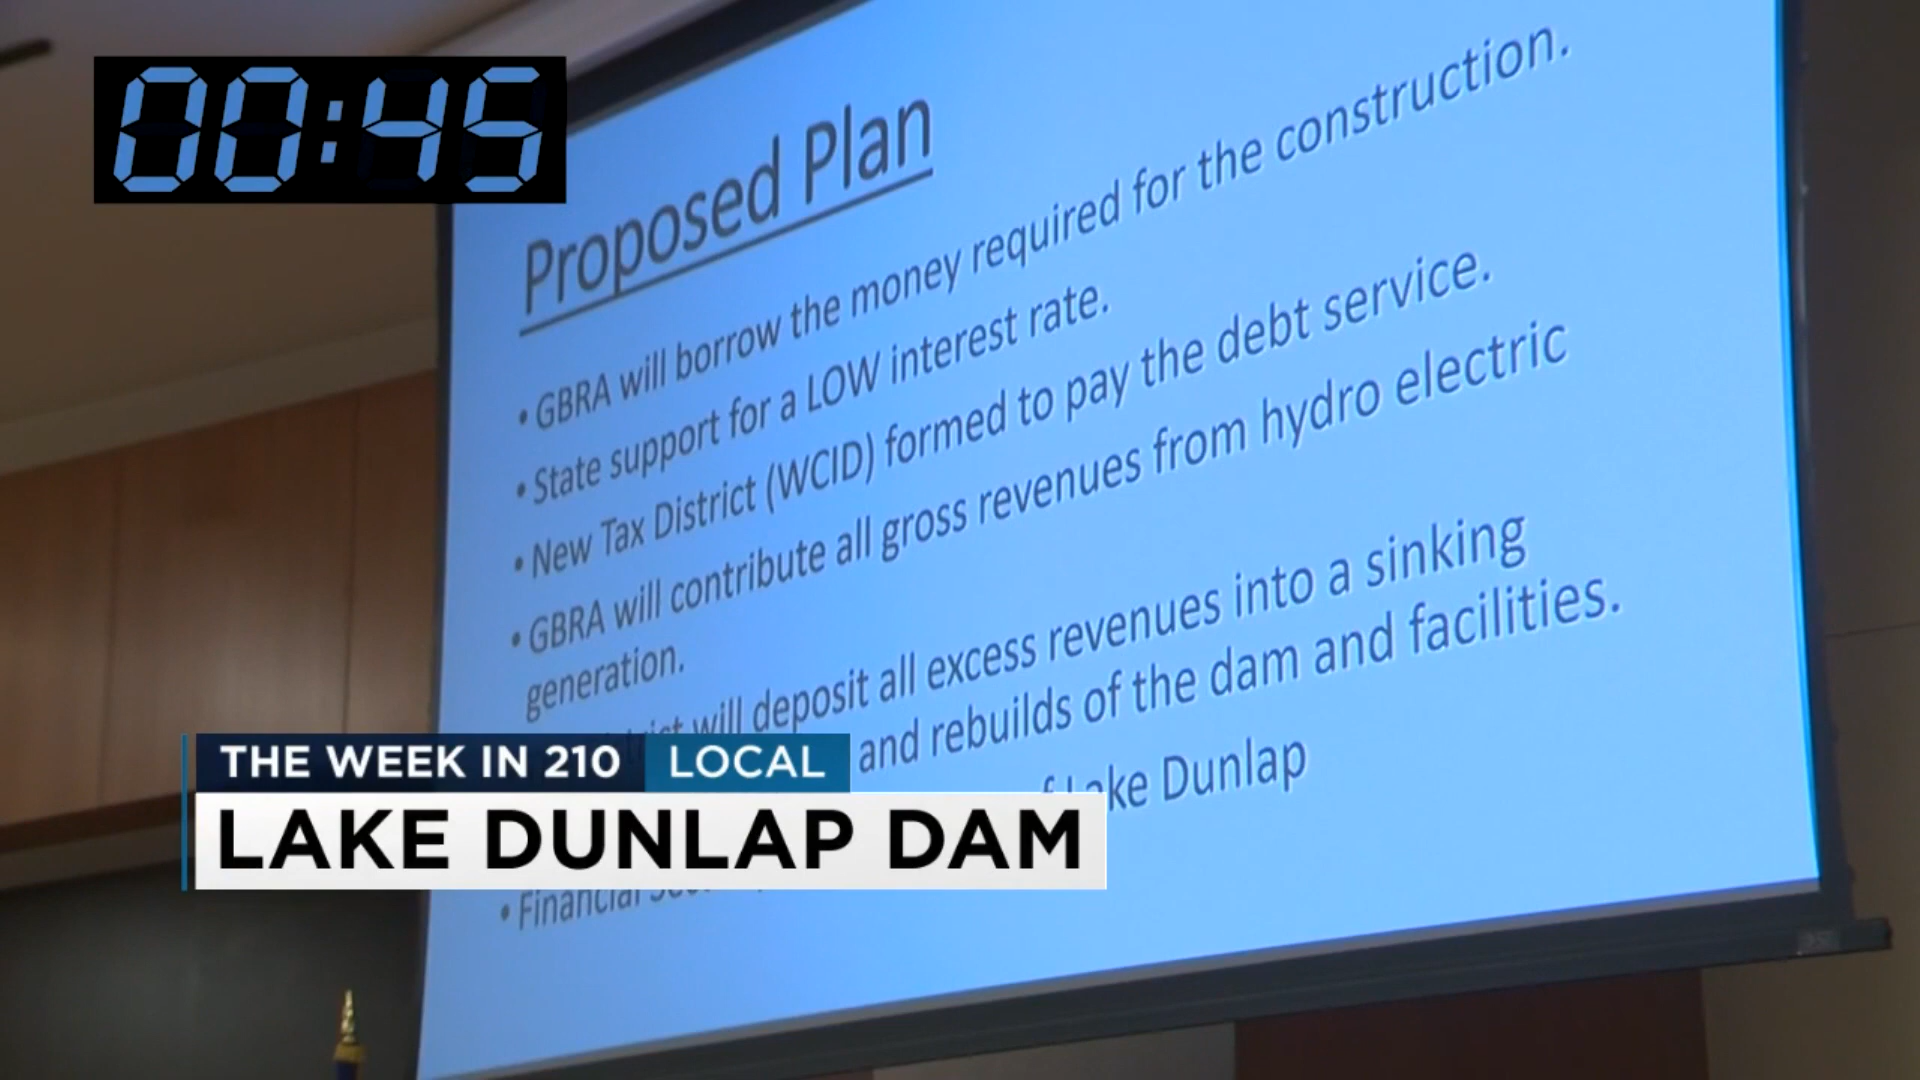 00:45
Proposed Plan
• GBRA will borrow the money required for the construction.
• State support for a LOW interest rate.
• New Tax District (WCID) formed to pay the debt service.
• GBRA will contribute all gross revenues from hydro electric
generation.
will deposit all excess revenues into a sinking
and rebuilds of the dam and facilities.
Lake Dunlap
• Financial
THE WEEK IN 210 LOCAL
LAKE DUNLAP DAM